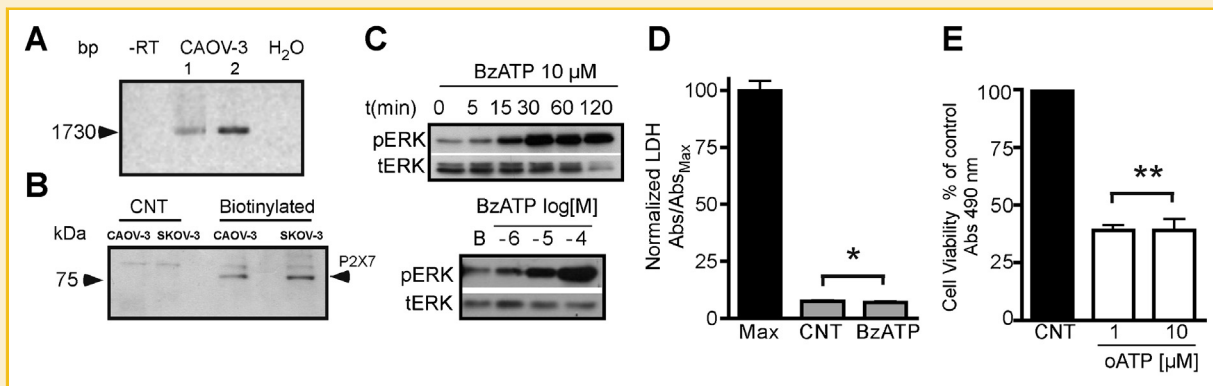 A
bp -RT CAOV-3 H2O
1 2
1730
B
CNT Biotinylated
kDa CAOV-3 SKOV-3 CAOV-3 SKOV-3
P2X7
75
C
BzATP 10 µM
t(min) 0 5 15 30 60 120
pERK
tERK
BzATP log[M]
B -6 -5 -4
pERK
tERK
D
Normalized LDH
Abs/AbsMax
100
75
50
25
0
*
Max CNT BzATP
E
Cell Viability % of control
Abs 490 nm
100
75
50
25
0
**
CNT 1 10
oATP [µM]